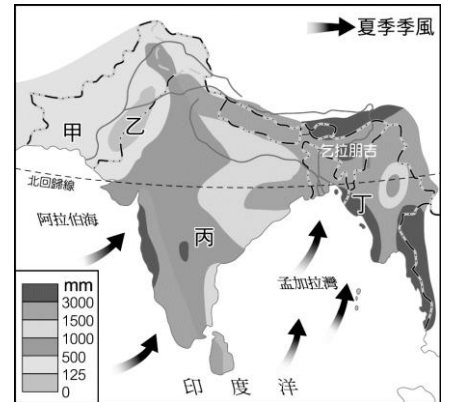 夏季季風
甲
乙
乞拉朋吉
北回歸線
丁
阿拉伯海
丙
孟加拉灣
mm
3000
1500
1000
500
125
0
印度洋